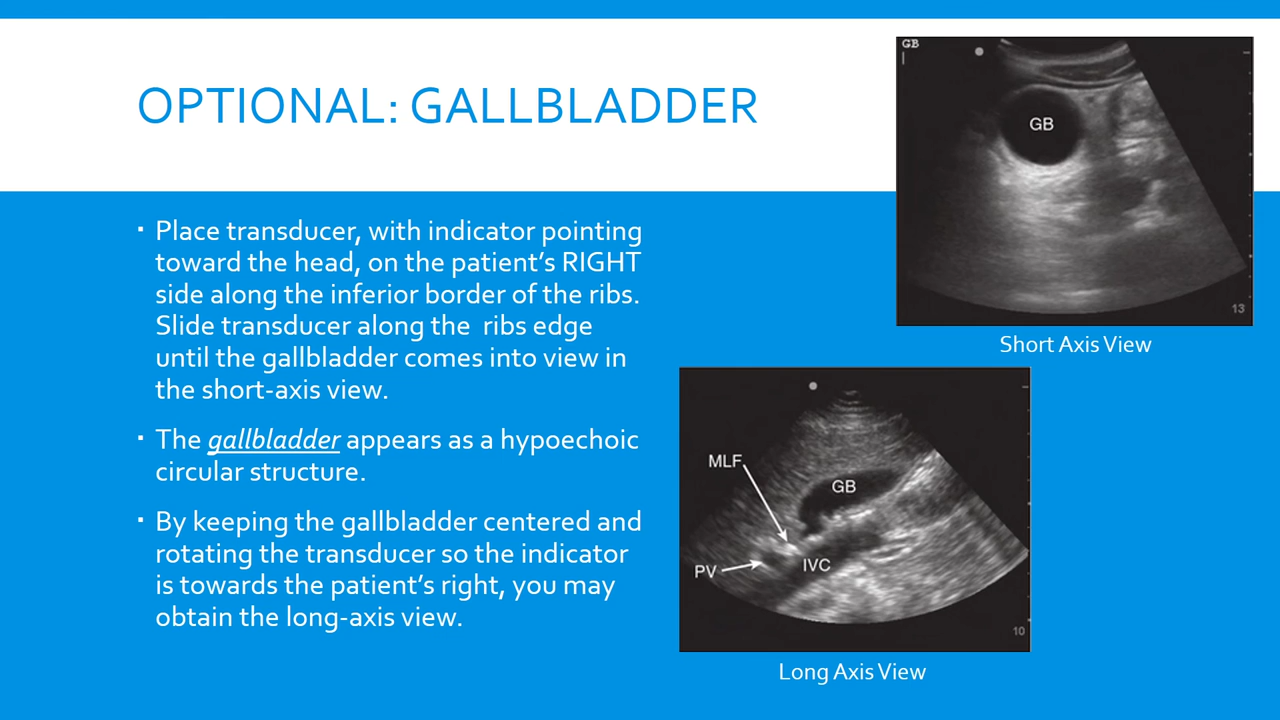 OPTIONAL: GALLBLADDER
▪ Place transducer, with indicator pointing
toward the head, on the patient's RIGHT
side along the inferior border of the ribs.
Slide transducer along the  ribs edge
until the gallbladder comes into view in
the short-axis view.
▪ The gallbladder appears as a hypoechoic
circular structure.
▪ By keeping the gallbladder centered and
rotating the transducer so the indicator
is towards the patient's right, you may
obtain the long-axis view.
GB
GB
13
Short Axis View
MLF
GB
PV
IVC
10
Long Axis View